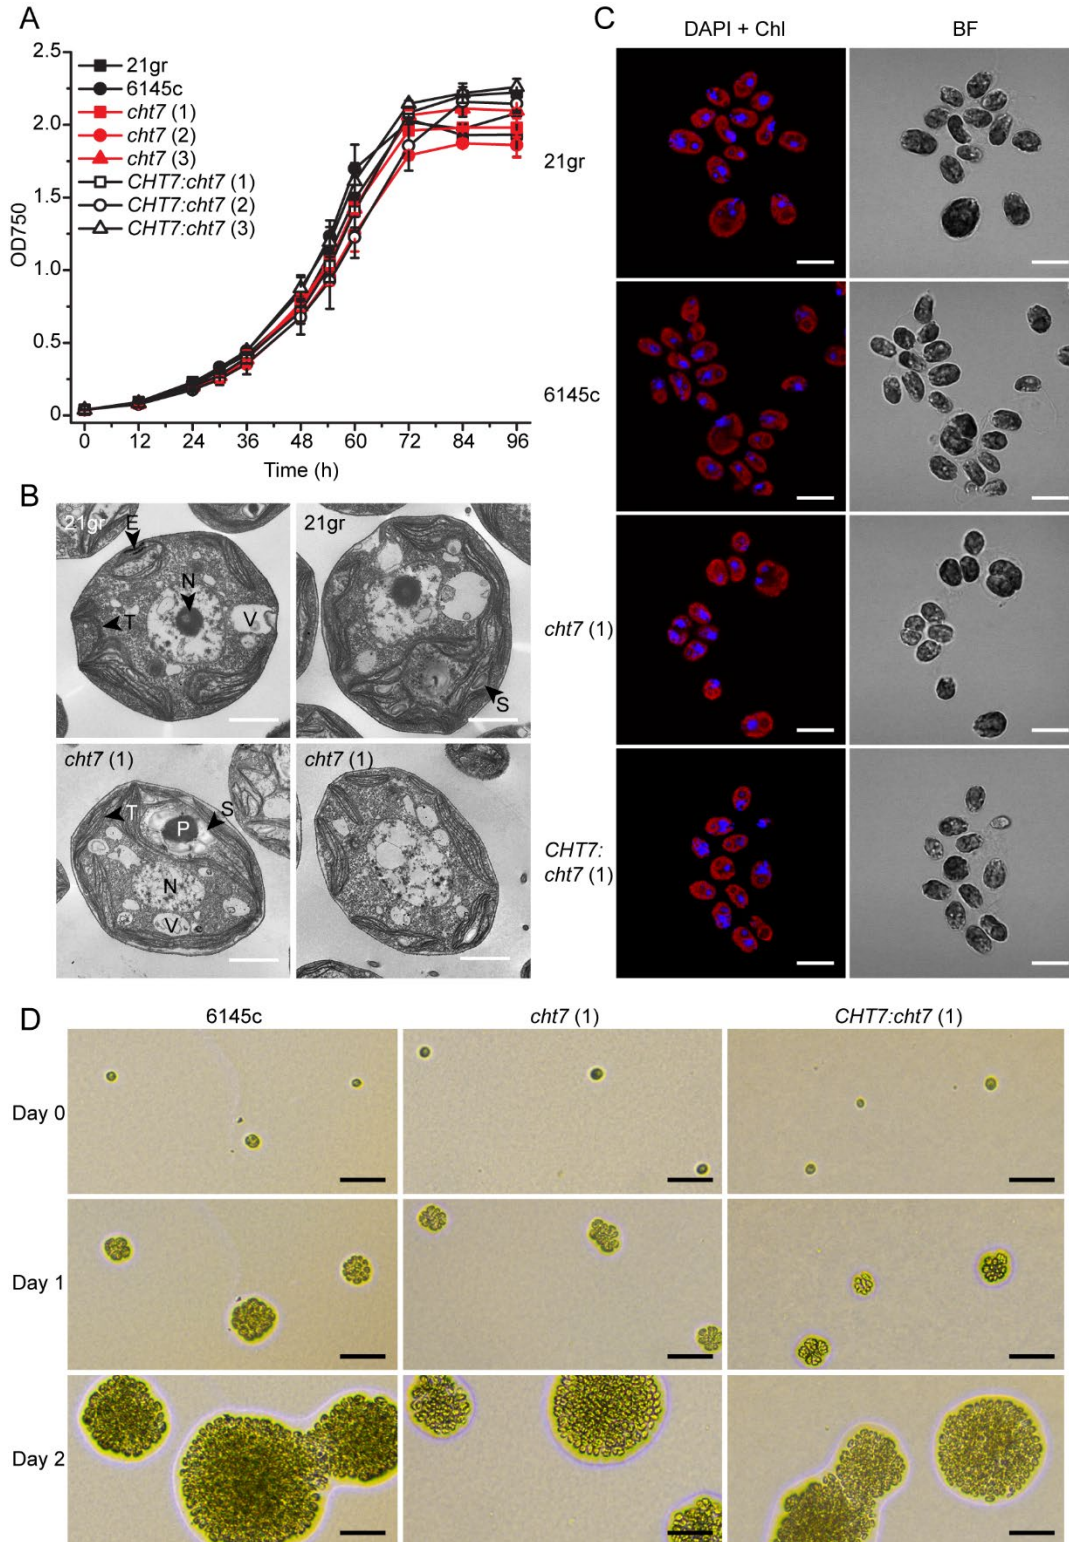 A
2.5
2.0
1.5
1.0
0.5
0
OD750
21gr
6145c
cht7 (1)
cht7 (2)
cht7 (3)
CHT7:cht7 (1)
CHT7:cht7 (2)
CHT7:cht7 (3)
0 12 24 36 48 60 72 84 96
Time (h)
B
21gr
E
N
T
V
21gr
S
cht7 (1)
T
S
P
N
V
cht7 (1)
C
DAPI + Chl
BF
21gr
6145c
cht7 (1)
CHT7:
cht7 (1)
D
6145c
cht7 (1)
CHT7:cht7 (1)
Day 0
Day 1
Day 2